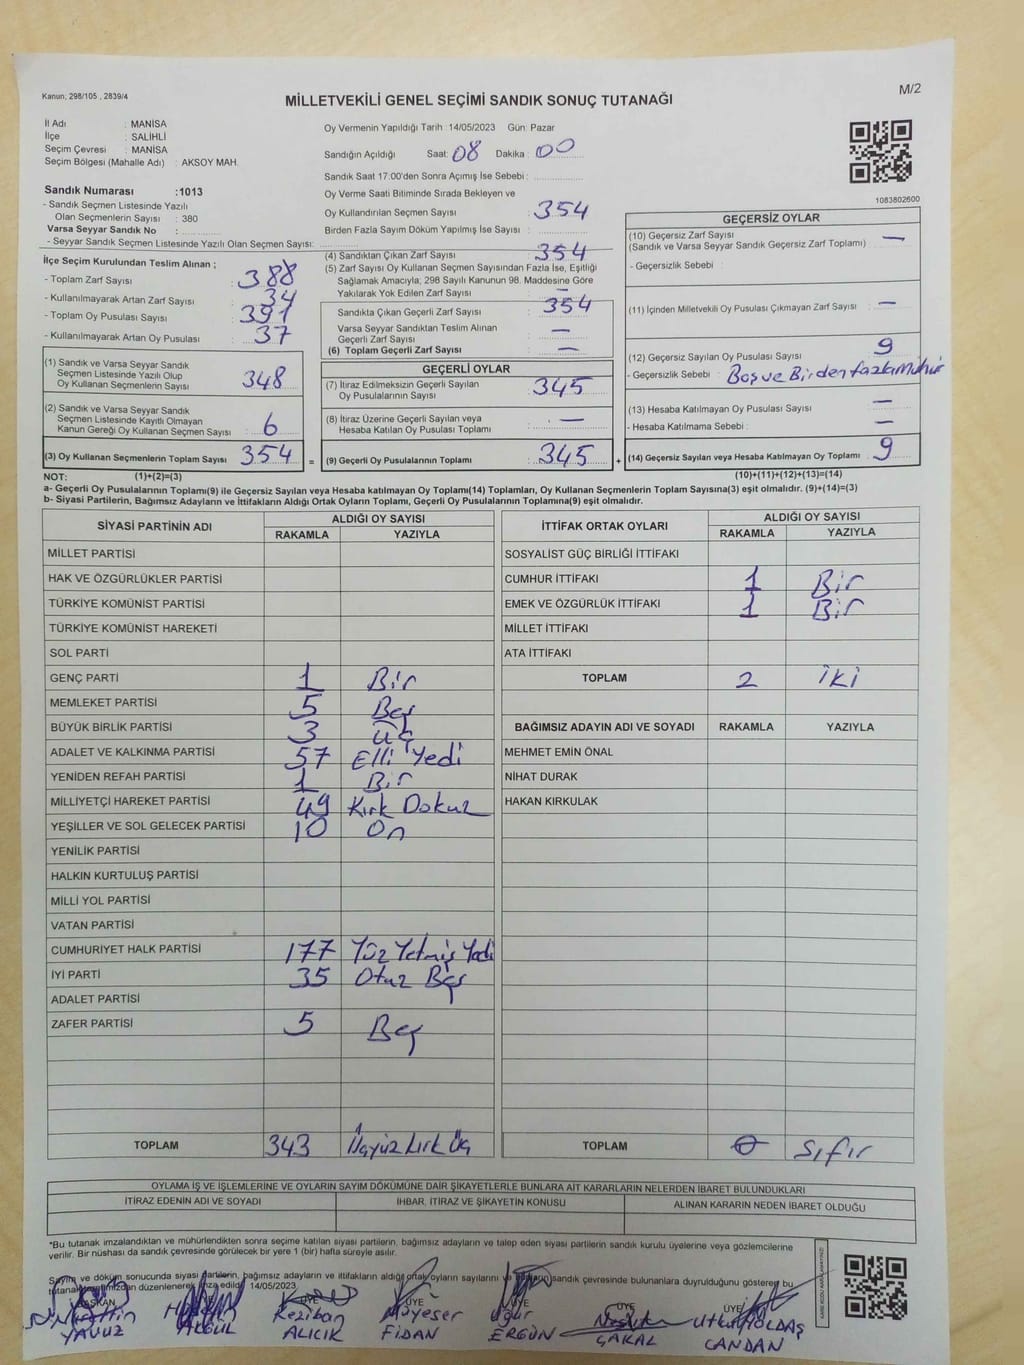 Kanun, 298/105 , 2839/4
M/2
MİLLETVEKİLİ GENEL SEÇİMİ SANDIK SONUÇ TUTANAĞI
İl Adı : MANİSA
İlçe : SALİHLİ
Seçim Çevresi : MANİSA
Seçim Bölgesi (Mahalle Adı) : AKSOY MAH.
Sandık Numarası :1013
- Sandık Seçmen Listesinde Yazılı
Olan Seçmenlerin Sayısı : 380
Varsa Seyyar Sandık No :
- Seyyar Sandık Seçmen Listesinde Yazılı Olan Seçmen Sayısı:
Oy Vermenin Yapıldığı Tarih :14/05/2023 Gün: Pazar
Sandığın Açıldığı Saat: 08 Dakika : 00
Sandık Saat 17:00'den Sonra Açımış İse Sebebi :
Oy Verme Saati Bitiminde Sırada Bekleyen ve
Oy Kullandırılan Seçmen Sayısı : 354
Birden Fazla Sayım Döküm Yapılmış İse Sayısı :
1083802600
İlçe Seçim Kurulundan Teslim Alınan ;
- Toplam Zarf Sayısı : 388
- Kullanılmayarak Artan Zarf Sayısı : 34
- Toplam Oy Pusulası Sayısı : 391
- Kullanılmayarak Artan Oy Pusulası : 37
(1) Sandık ve Varsa Seyyar Sandık
Seçmen Listesinde Yazılı Olup
Oy Kullanan Seçmenlerin Sayısı : 348
(2) Sandık ve Varsa Seyyar Sandık
Seçmen Listesinde Kayıtlı Olmayan
Kanun Gereği Oy Kullanan Seçmen Sayısı : 6
(3) Oy Kullanan Seçmenlerin Toplam Sayısı : 354 =
(4) Sandıktan Çıkan Zarf Sayısı : 354
(5) Zarf Sayısı Oy Kullanan Seçmen Sayısından Fazla İse, Eşitliği
Sağlamak Amacıyla; 298 Sayılı Kanunun 98. Maddesine Göre
Yakılarak Yok Edilen Zarf Sayısı : —
Sandıkta Çıkan Geçerli Zarf Sayısı : 354
Varsa Seyyar Sandıktan Teslim Alınan
Geçerli Zarf Sayısı : —
(6) Toplam Geçerli Zarf Sayısı : —
GEÇERLİ OYLAR
(7) İtiraz Edilmeksizin Geçerli Sayılan
Oy Pusulalarının Sayısı : 345
(8) İtiraz Üzerine Geçerli Sayılan veya
Hesaba Katılan Oy Pusulası Toplamı : —
(9) Geçerli Oy Pusulalarının Toplamı : 345 +
GEÇERSİZ OYLAR
(10) Geçersiz Zarf Sayısı
(Sandık ve Varsa Seyyar Sandık Geçersiz Zarf Toplamı) : —
- Geçersizlik Sebebi :
(11) İçinden Milletvekili Oy Pusulası Çıkmayan Zarf Sayısı : —
(12) Geçersiz Sayılan Oy Pusulası Sayısı : 9
- Geçersizlik Sebebi : Boş ve Birden fazla Mühür
(13) Hesaba Katılmayan Oy Pusulası Sayısı : —
- Hesaba Katılmama Sebebi : —
(14) Geçersiz Sayılan veya Hesaba Katılmayan Oy Toplamı : 9
NOT: (1)+(2)=(3) (10)+(11)+(12)+(13)=(14)
a- Geçerli Oy Pusulalarının Toplamı(9) ile Geçersiz Sayılan veya Hesaba katılmayan Oy Toplamı(14) Toplamları, Oy Kullanan Seçmenlerin Toplam Sayısına(3) eşit olmalıdır. (9)+(14)=(3)
b- Siyasi Partilerin, Bağımsız Adayların ve İttifakların Aldığı Ortak Oyların Toplamı, Geçerli Oy Pusulalarının Toplamına(9) eşit olmalıdır.
SİYASİ PARTİNİN ADI ALDIĞI OY SAYISI
RAKAMLA YAZIYLA
MİLLET PARTİSİ
HAK VE ÖZGÜRLÜKLER PARTİSİ
TÜRKİYE KOMÜNİST PARTİSİ
TÜRKİYE KOMÜNİST HAREKETİ
SOL PARTİ
GENÇ PARTİ 1 Bir
MEMLEKET PARTİSİ 5 Beş
BÜYÜK BİRLİK PARTİSİ 3 Üç
ADALET VE KALKINMA PARTİSİ 57 Elli Yedi
YENİDEN REFAH PARTİSİ 1 Bir
MİLLİYETÇİ HAREKET PARTİSİ 49 Kırk Dokuz
YEŞİLLER VE SOL GELECEK PARTİSİ 10 On
YENİLİK PARTİSİ
HALKIN KURTULUŞ PARTİSİ
MİLLİ YOL PARTİSİ
VATAN PARTİSİ
CUMHURİYET HALK PARTİSİ 177 Yüz Yetmiş Yedi
İYİ PARTİ 35 Otuz Beş
ADALET PARTİSİ
ZAFER PARTİSİ 5 Beş
TOPLAM 343 Üçyüz Kırk Üç
İTTİFAK ORTAK OYLARI ALDIĞI OY SAYISI
RAKAMLA YAZIYLA
SOSYALİST GÜÇ BİRLİĞİ İTTİFAKI
CUMHUR İTTİFAKI 1 Bir
EMEK VE ÖZGÜRLÜK İTTİFAKI 1 Bir
MİLLET İTTİFAKI
ATA İTTİFAKI
TOPLAM 2 İki
BAĞIMSIZ ADAYIN ADI VE SOYADI RAKAMLA YAZIYLA
MEHMET EMİN ÖNAL
NİHAT DURAK
HAKAN KIRKULAK
TOPLAM 0 Sıfır
OYLAMA İŞ VE İŞLEMLERİNE VE OYLARIN SAYIM DÖKÜMÜNE DAİR ŞİKAYETLERLE BUNLARA AİT KARARLARIN NELERDEN İBARET BULUNDUKLARI
İTİRAZ EDENİN ADI VE SOYADI İHBAR, İTİRAZ VE ŞİKAYETİN KONUSU ALINAN KARARIN NEDEN İBARET OLDUĞU
*Bu tutanak imzalandıktan ve mühürlendikten sonra seçime katılan siyasi partilerin, bağımsız adayların ve talep eden siyasi partilerin sandık kurulu üyelerine veya gözlemcilerine
verilir. Bir nüshası da sandık çevresinde görülecek bir yere 1 (bir) hafta süreyle asılır.
Sayım ve döküm sonucunda siyasi partilerin, bağımsız adayların ve ittifakların aldığı ortak oyların sayılarını sandık çevresinde bulunanlara duyrulduğunu gösteren bu
düzenlenerek imza edildi. 14/05/2023
BAŞKAN ÜYE ÜYE ÜYE ÜYE
Keziban Müyeser Uğur Utku YOLDAŞ
YAVUZ ALGÜL ALICIK FİDAN ERGÜN ÇAKAL CANDAN